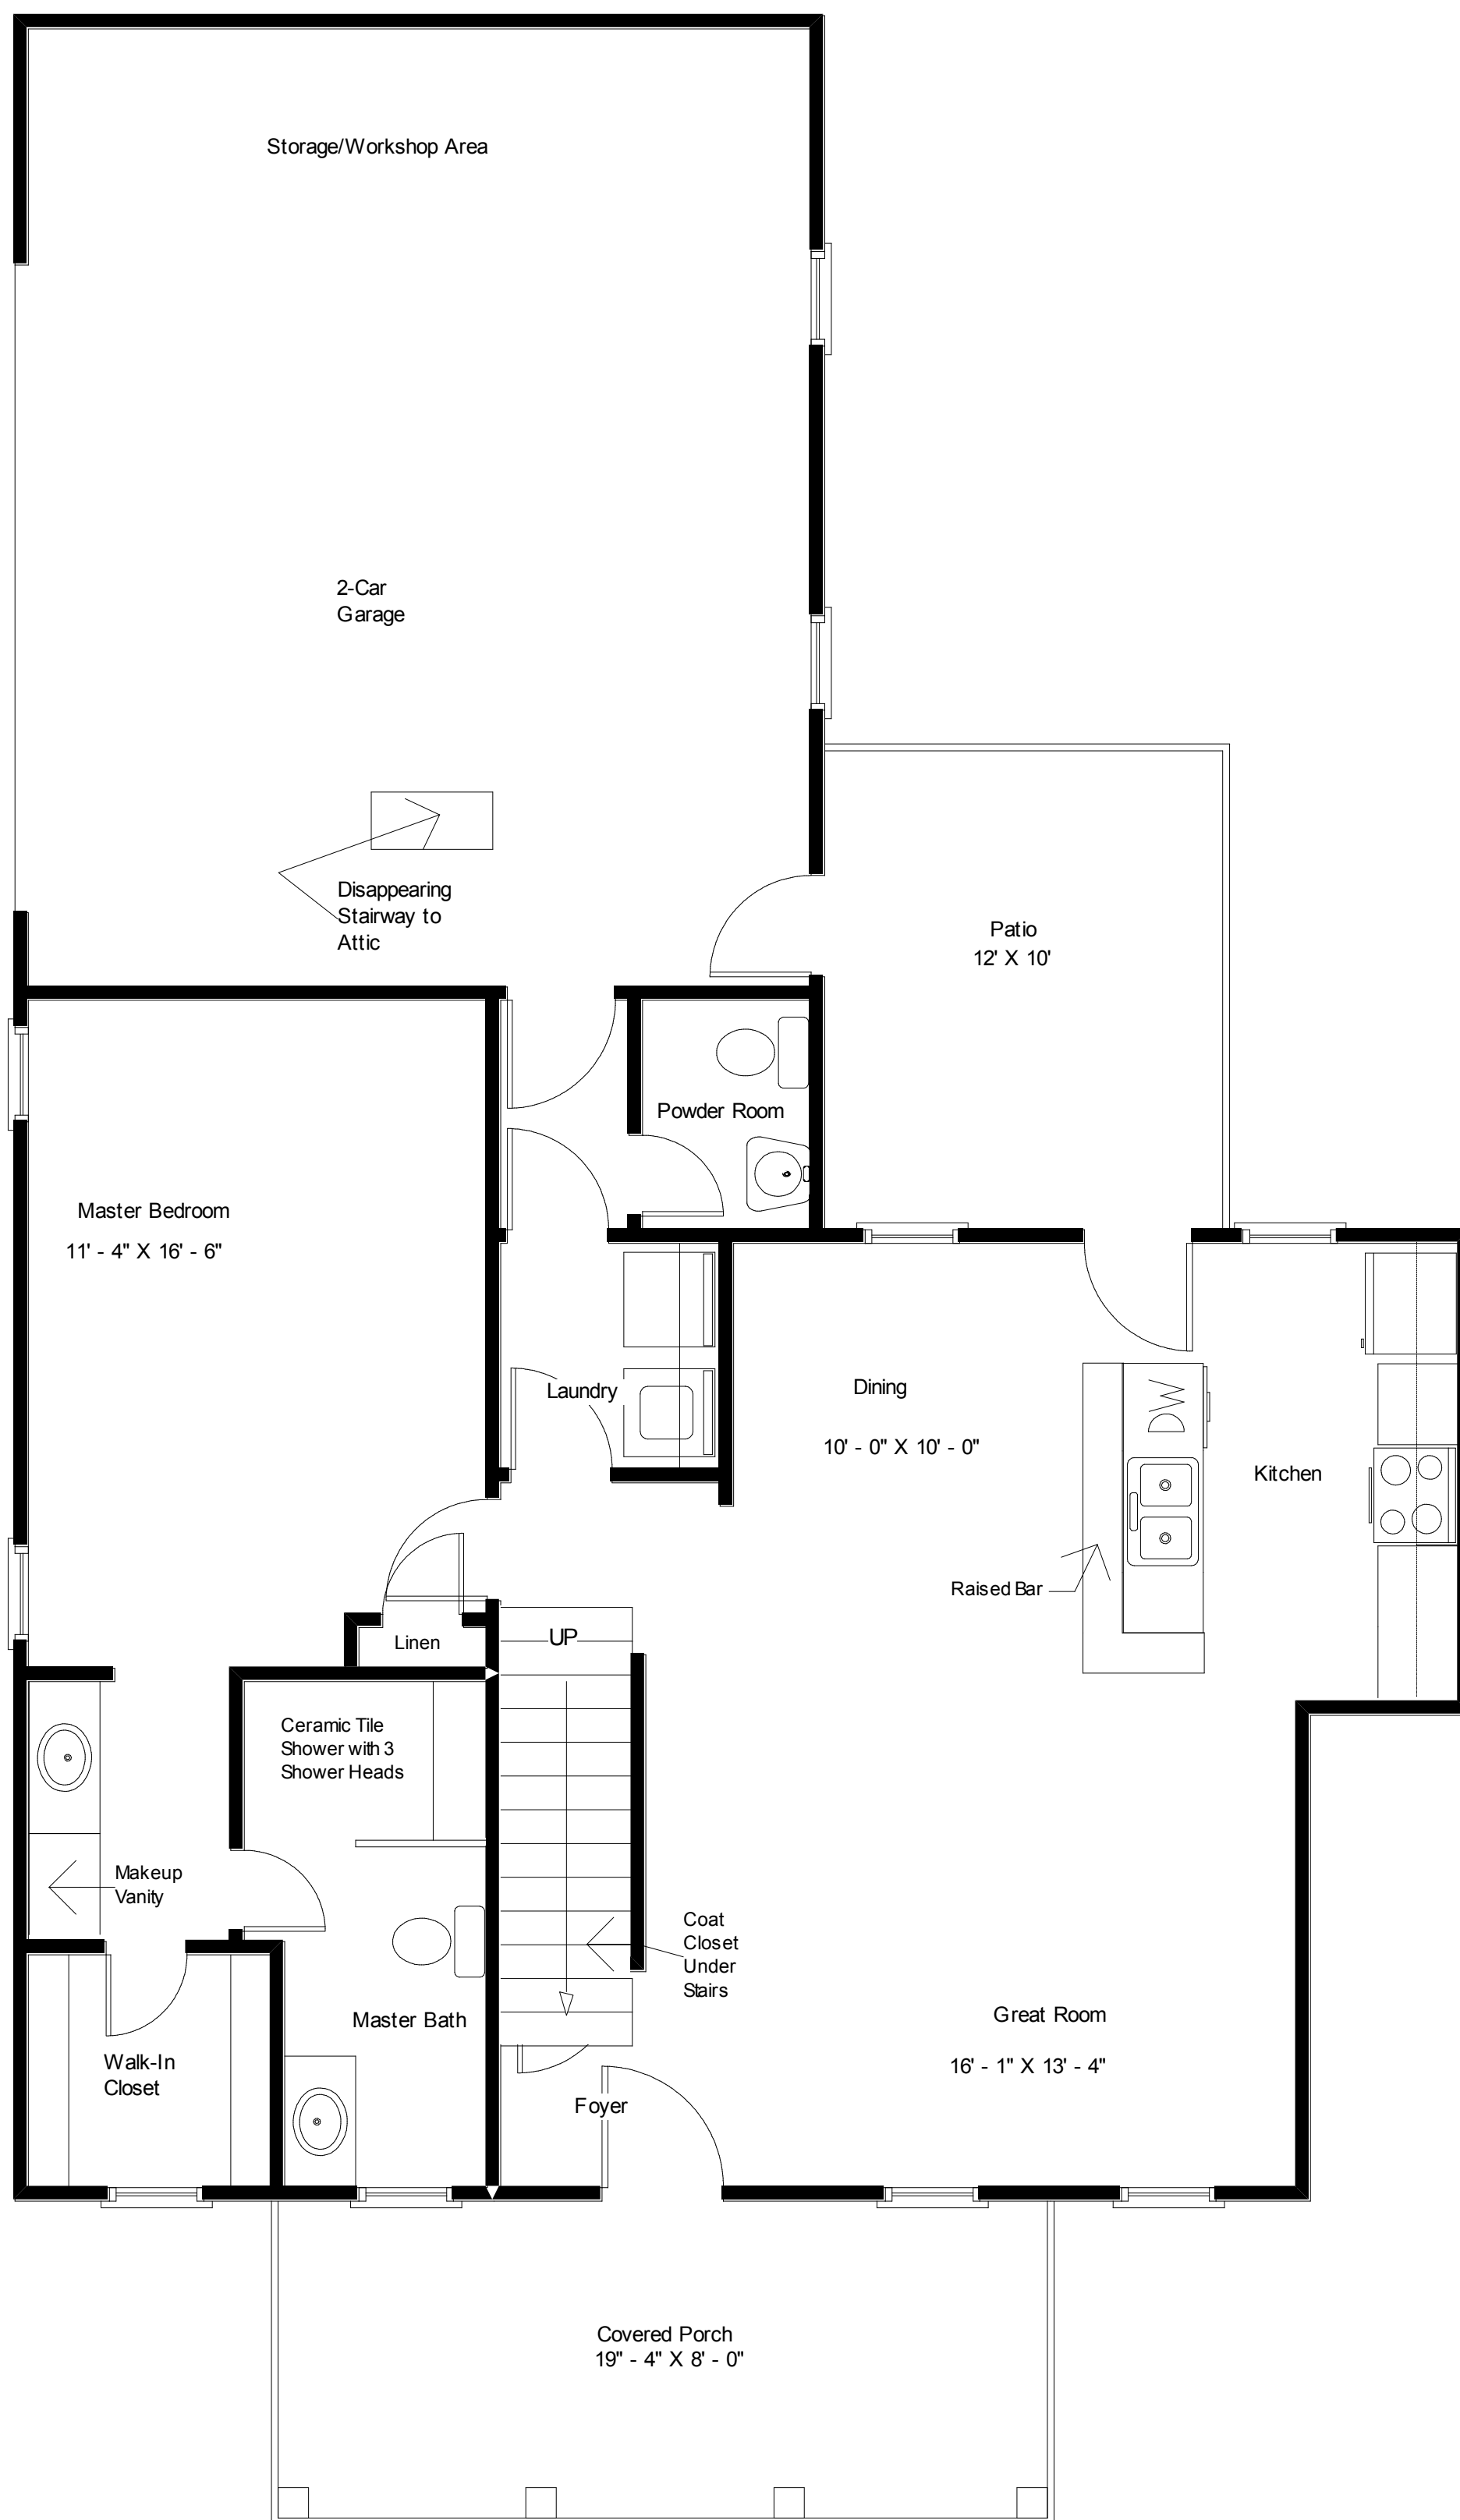 Storage/Workshop Area
2-Car
Garage
Disappearing
Stairway to
Attic
Patio
12' X 10'
Powder Room
Master Bedroom
11' - 4" X 16' - 6"
Laundry
Dining
10' - 0" X 10' - 0"
DW
Kitchen
Raised Bar
UP
Linen
Ceramic Tile
Shower with 3
Shower Heads
Makeup
Vanity
Coat
Closet
Under
Stairs
Master Bath
Great Room
16' - 1" X 13' - 4"
Walk-In
Closet
Foyer
Covered Porch
19" - 4" X 8' - 0"